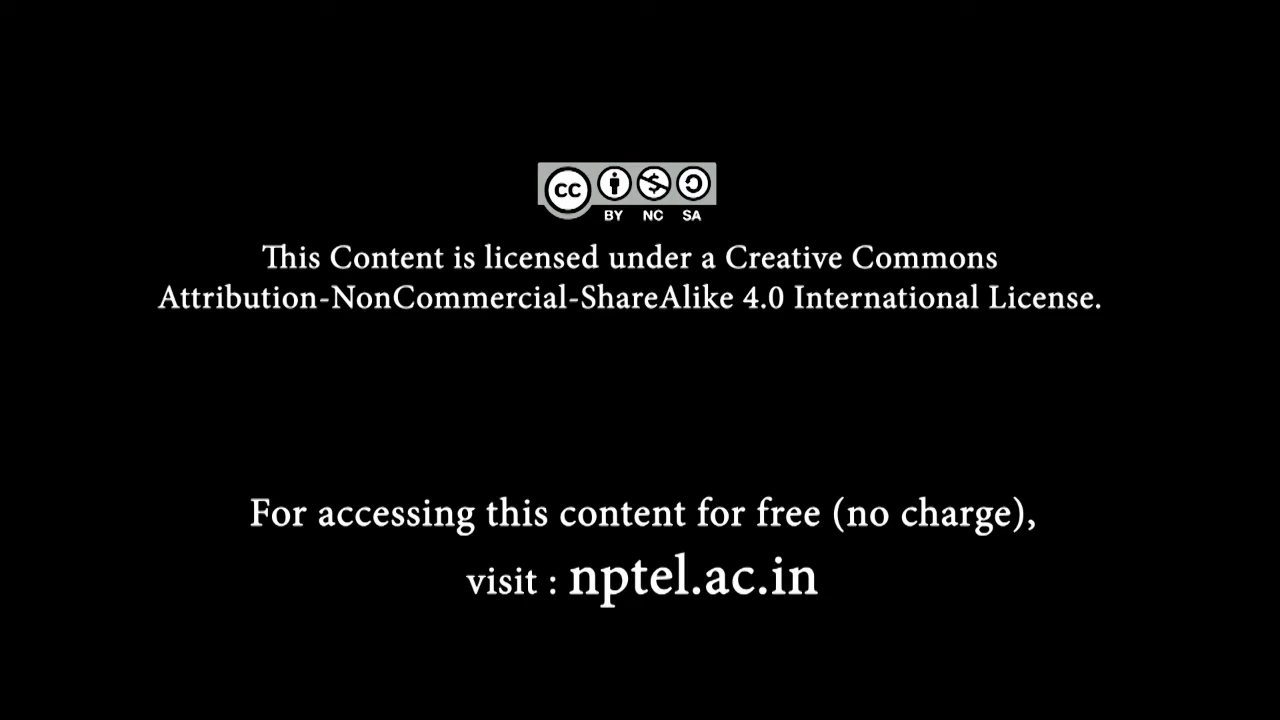 CC BY NC SA
This Content is licensed under a Creative Commons
Attribution-NonCommercial-ShareAlike 4.0 International License.
For accessing this content for free (no charge),
visit : nptel.ac.in